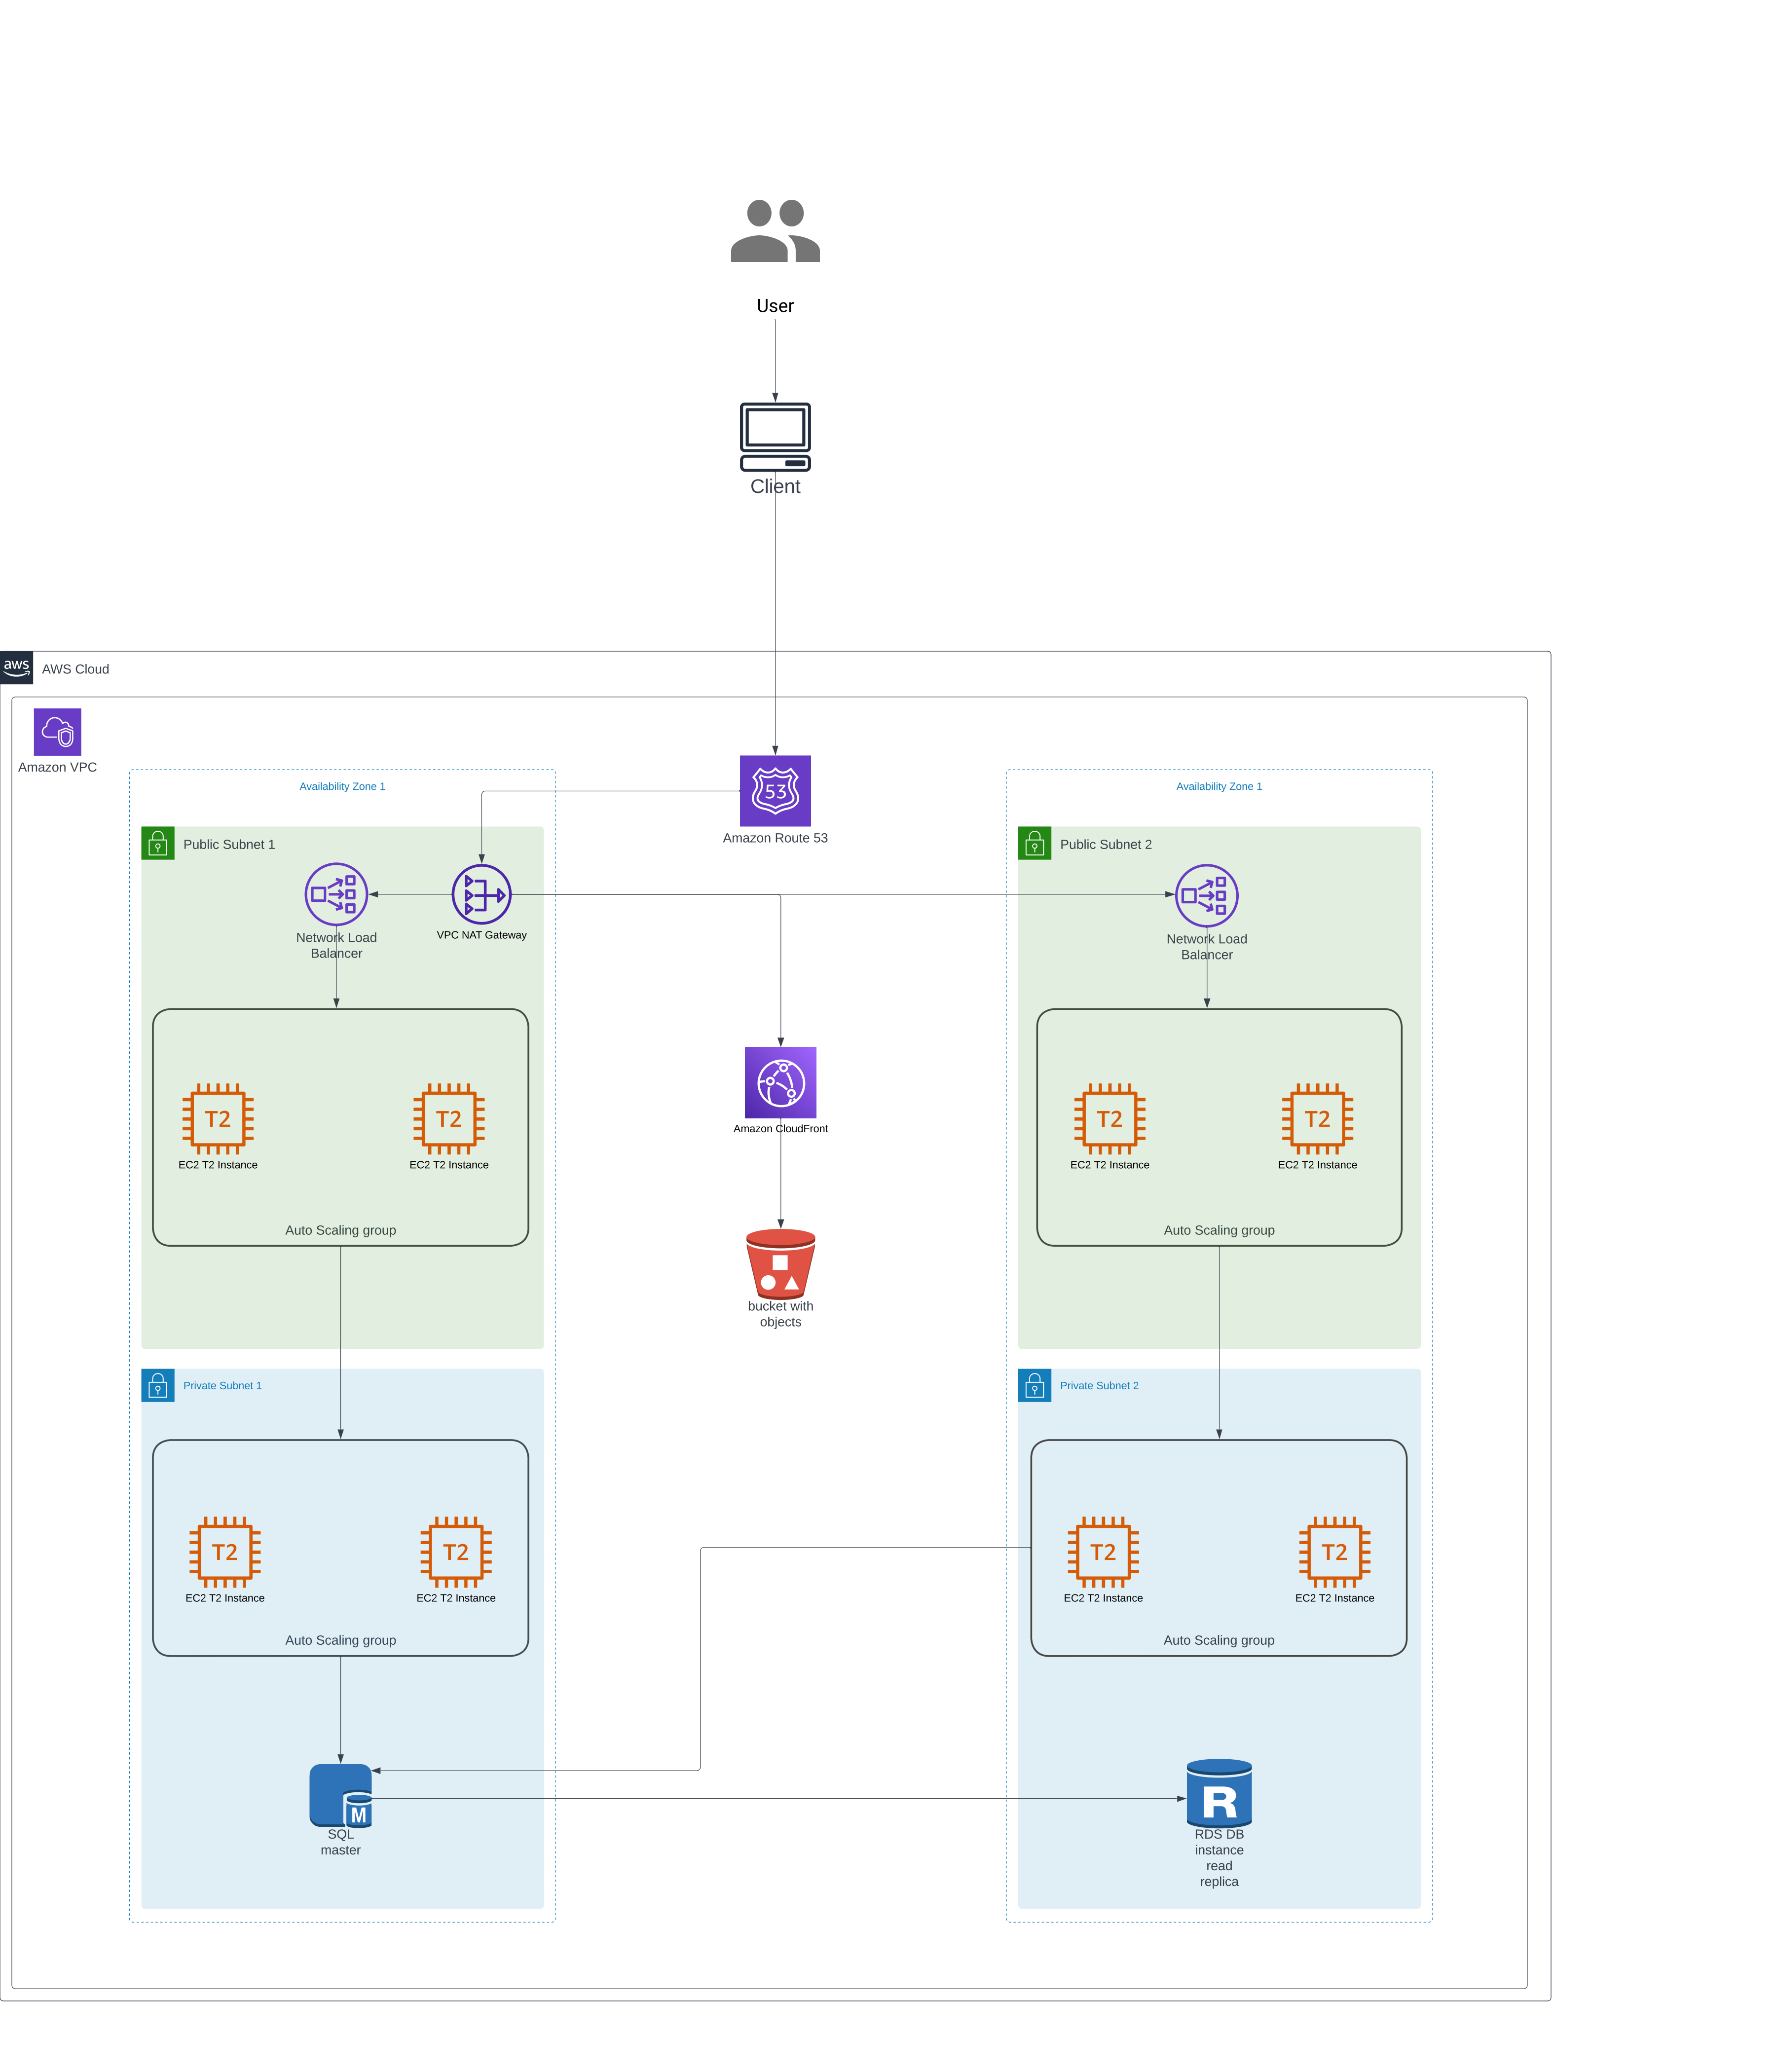 User
Client
aws
AWS Cloud
Amazon VPC
Availability Zone 1
53
Amazon Route 53
Availability Zone 1
Public Subnet 1
Public Subnet 2
Network Load
Balancer
VPC NAT Gateway
Network Load
Balancer
T2
EC2 T2 Instance
T2
EC2 T2 Instance
Auto Scaling group
Amazon CloudFront
T2
EC2 T2 Instance
T2
EC2 T2 Instance
Auto Scaling group
bucket with
objects
Private Subnet 1
Private Subnet 2
T2
EC2 T2 Instance
T2
EC2 T2 Instance
Auto Scaling group
T2
EC2 T2 Instance
T2
EC2 T2 Instance
Auto Scaling group
M
SQL
master
R
RDS DB
instance
read
replica